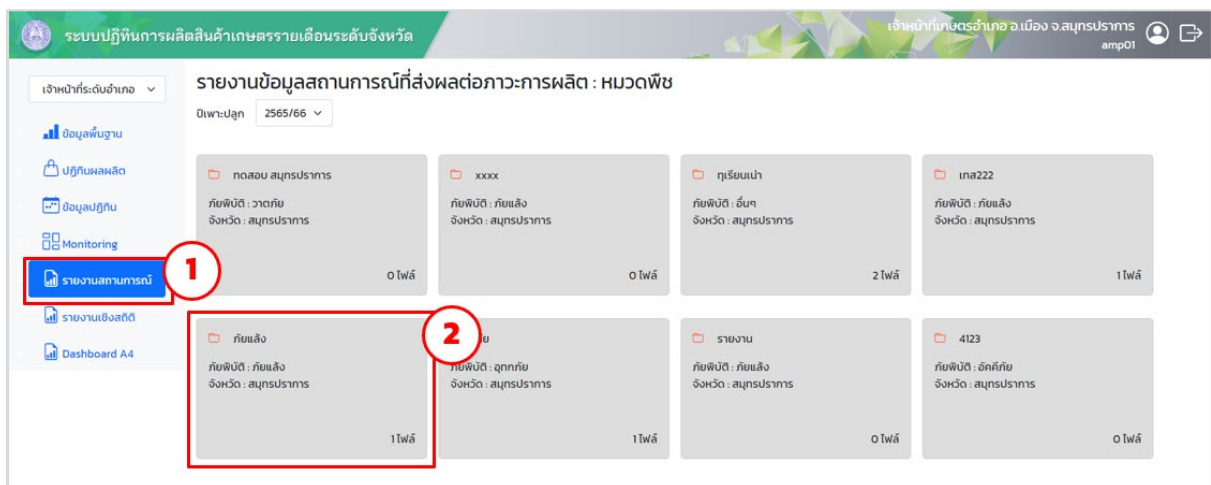 ระบบปฏิทินการผลิตสินค้าเกษตรรายเดือนระดับจังหวัด
เจ้าหน้าที่เกษตรอำเภอ อ.เมือง จ.สมุทรปราการ
amp01
เจ้าหน้าที่ระดับอำเภอ
ข้อมูลพื้นฐาน
ปฏิทินผลผลิต
ข้อมูลปฏิทิน
Monitoring
รายงานสถานการณ์
รายงานเชิงสถิติ
Dashboard A4
1
รายงานข้อมูลสถานการณ์ที่ส่งผลต่อภาวะการผลิต : หมวดพืช
ปีเพาะปลูก 2565/66
ทดสอบ สมุทรปราการ
ภัยพิบัติ : วาตภัย
จังหวัด : สมุทรปราการ
0 ไฟล์
xxxx
ภัยพิบัติ : ภัยแล้ง
จังหวัด : สมุทรปราการ
0 ไฟล์
ทุเรียนเน่า
ภัยพิบัติ : อื่นๆ
จังหวัด : สมุทรปราการ
2 ไฟล์
เทส222
ภัยพิบัติ : ภัยแล้ง
จังหวัด : สมุทรปราการ
1 ไฟล์
ภัยแล้ง
ภัยพิบัติ : ภัยแล้ง
จังหวัด : สมุทรปราการ
1 ไฟล์
2
ภัยพิบัติ : อุทกภัย
จังหวัด : สมุทรปราการ
1 ไฟล์
รายงาน
ภัยพิบัติ : ภัยแล้ง
จังหวัด : สมุทรปราการ
0 ไฟล์
4123
ภัยพิบัติ : อัคคีภัย
จังหวัด : สมุทรปราการ
0 ไฟล์